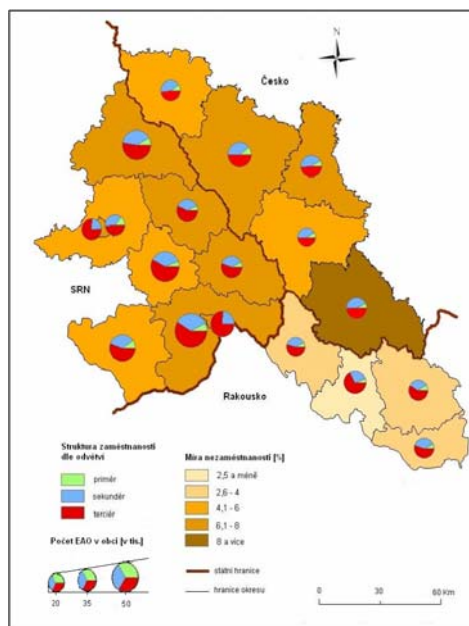 Česko
N
SRN
Rakousko
Struktura zaměstnanosti
dle odvětví
primér
sekundér
terciér
Počet EAO v obci [v tis.]
20
35
50
Míra nezaměstnanosti [%]
2,5 a méně
2,6 - 4
4,1 - 6
6,1 - 8
8 a více
státní hranice
hranice okresu
0
30
60 Km